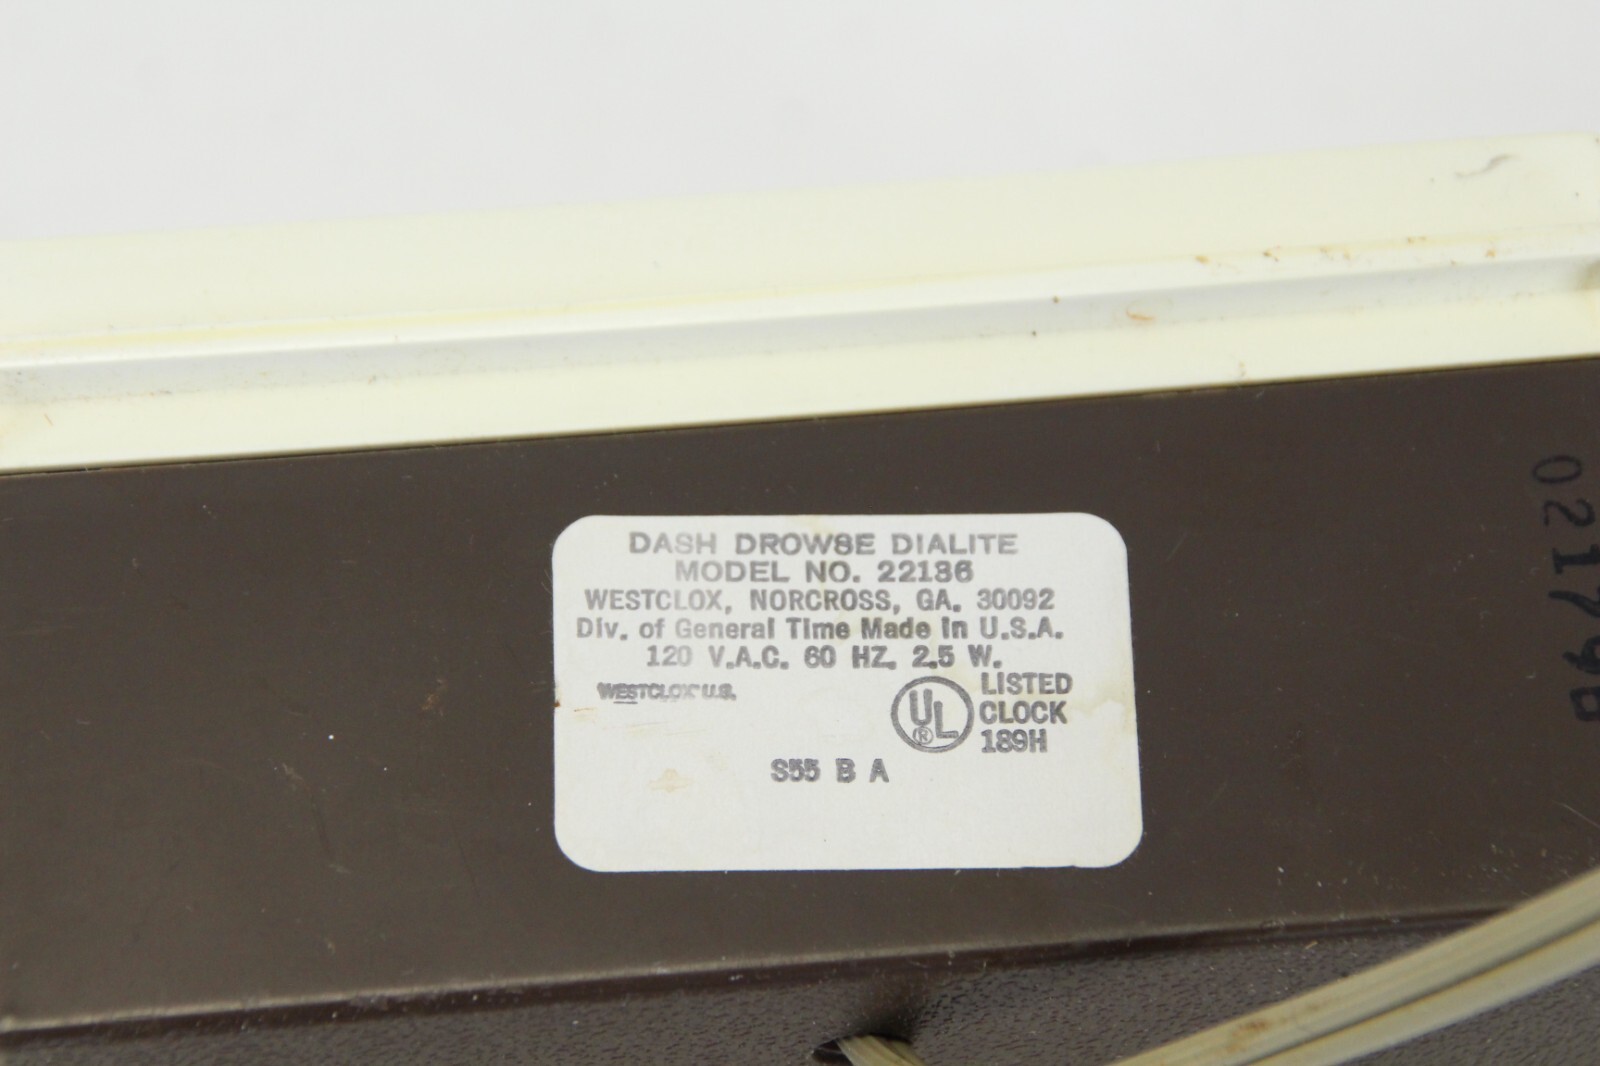 DASH DROWSE DIALITE
MODEL NO. 22186
WESTCLOX, NORCROSS, GA. 30092
Div. of General Time Made In U.S.A.
120 V.A.C. 60 HZ. 2.5 W.
WESTCLOX® U.S.
UL®
LISTED
CLOCK
189H
S55 B A
021798